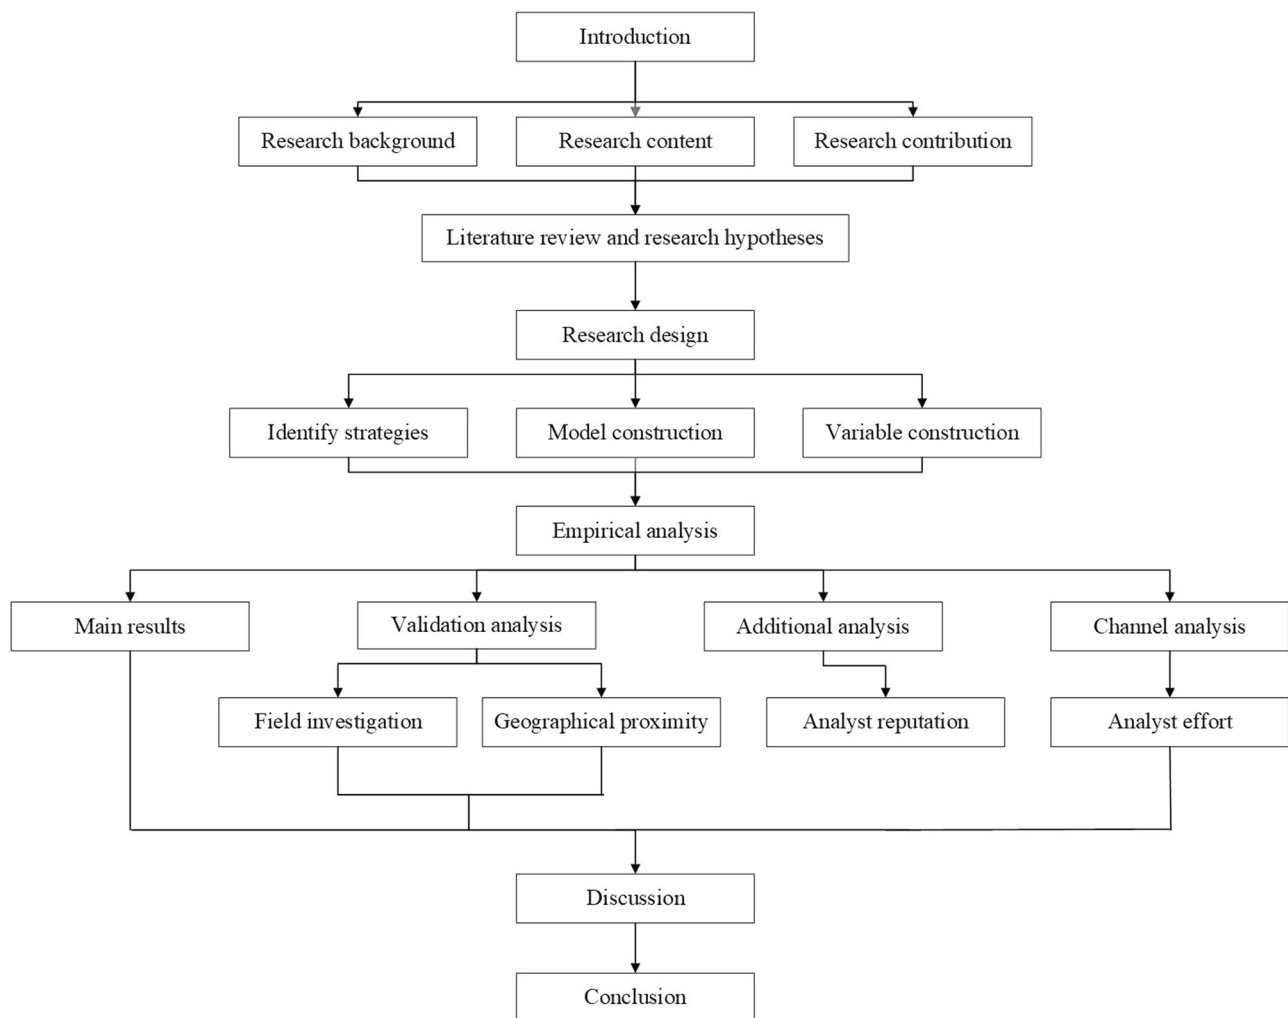 Introduction
Research background
Research content
Research contribution
Literature review and research hypotheses
Research design
Identify strategies
Model construction
Variable construction
Empirical analysis
Main results
Validation analysis
Additional analysis
Channel analysis
Field investigation
Geographical proximity
Analyst reputation
Analyst effort
Discussion
Conclusion